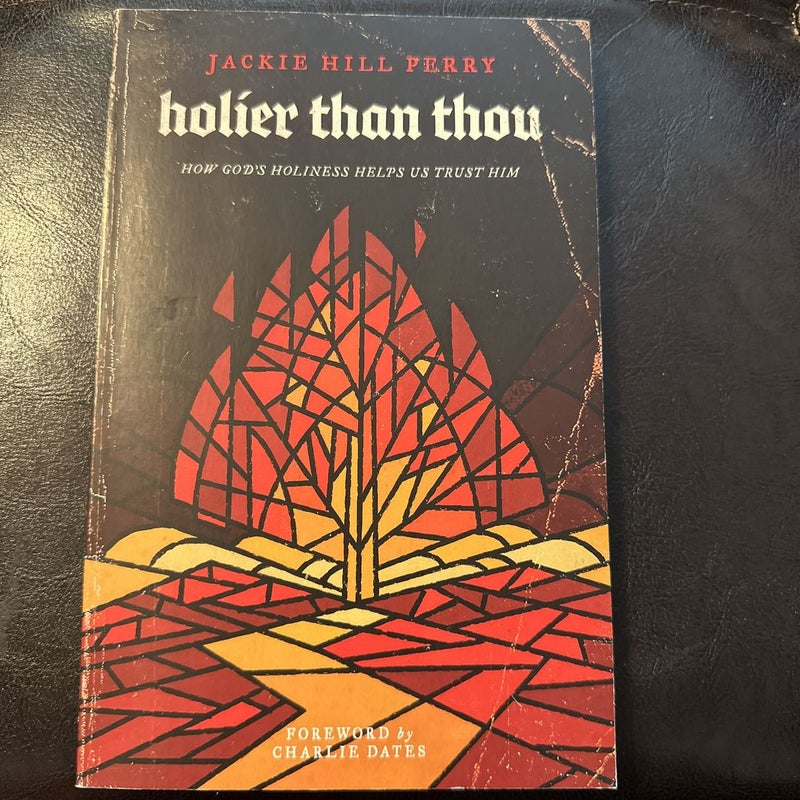 JACKIE HILL PERRY
holier than thou
HOW GOD'S HOLINESS HELPS US TRUST HIM
FOREWORD by
CHARLIE DATES